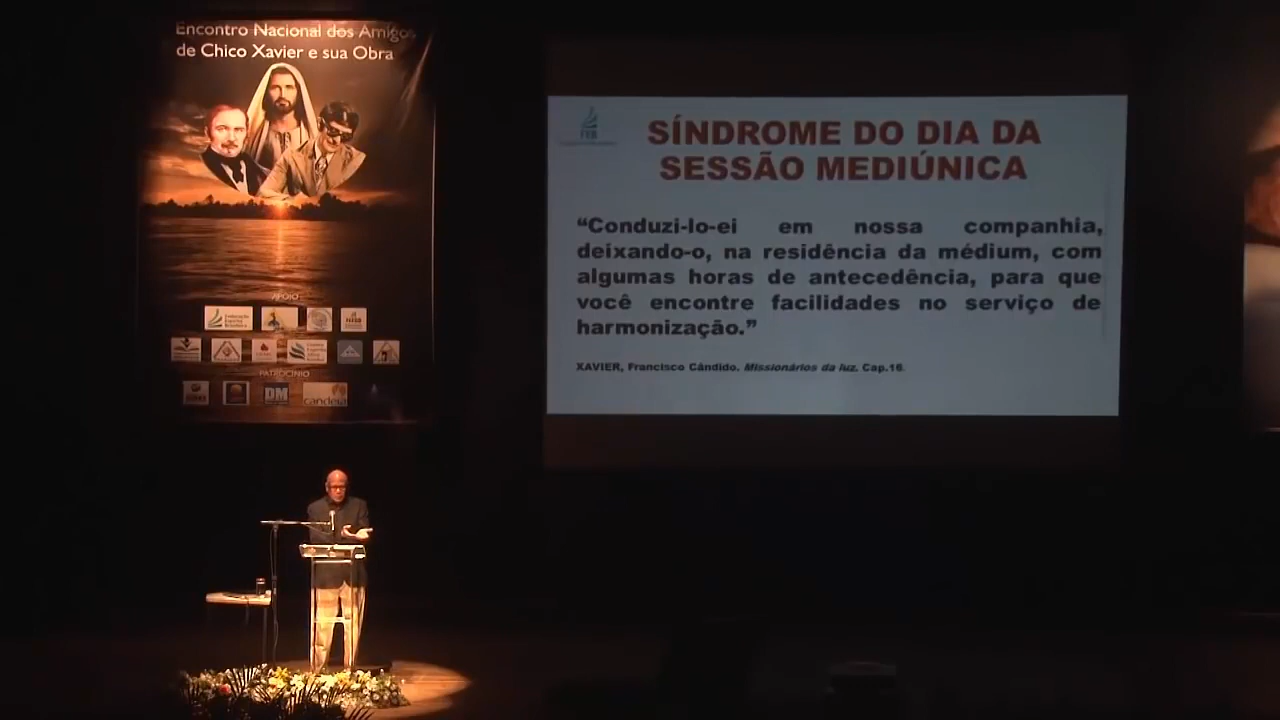 Encontro Nacional dos Amigos
de Chico Xavier e sua Obra
APOIO
PATROCÍNIO
DM
candeia
FEB
SÍNDROME DO DIA DA
SESSÃO MEDIÚNICA
“Conduzi-lo-ei em nossa companhia,
deixando-o, na residência da médium, com
algumas horas de antecedência, para que
você encontre facilidades no serviço de
harmonização.”
XAVIER, Francisco Cândido. Missionários da luz. Cap.16.